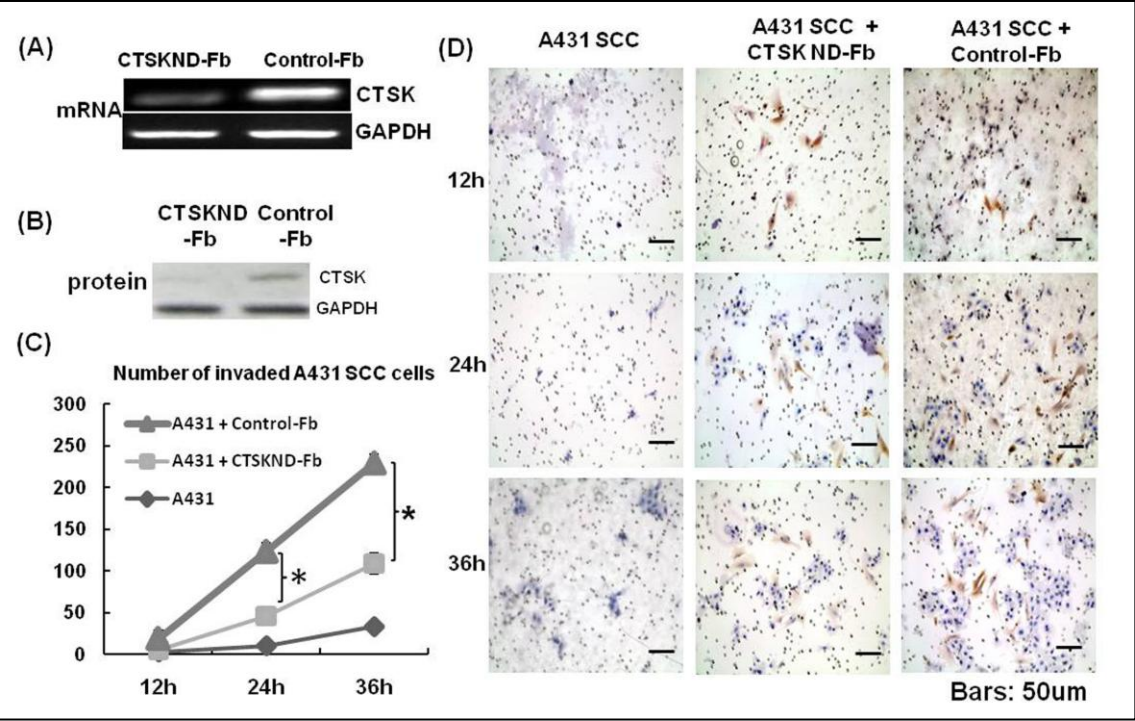 (A)
CTSKND-Fb Control-Fb
mRNA
CTSK
GAPDH
(B)
CTSKND Control
-Fb -Fb
protein
CTSK
GAPDH
(C)
Number of invaded A431 SCC cells
300
250
200
150
100
50
0
A431 + Control-Fb
A431 + CTSKND-Fb
A431
*
*
12h 24h 36h
(D)
A431 SCC
A431 SCC +
CTSK ND-Fb
A431 SCC +
Control-Fb
12h
24h
36h
Bars: 50um